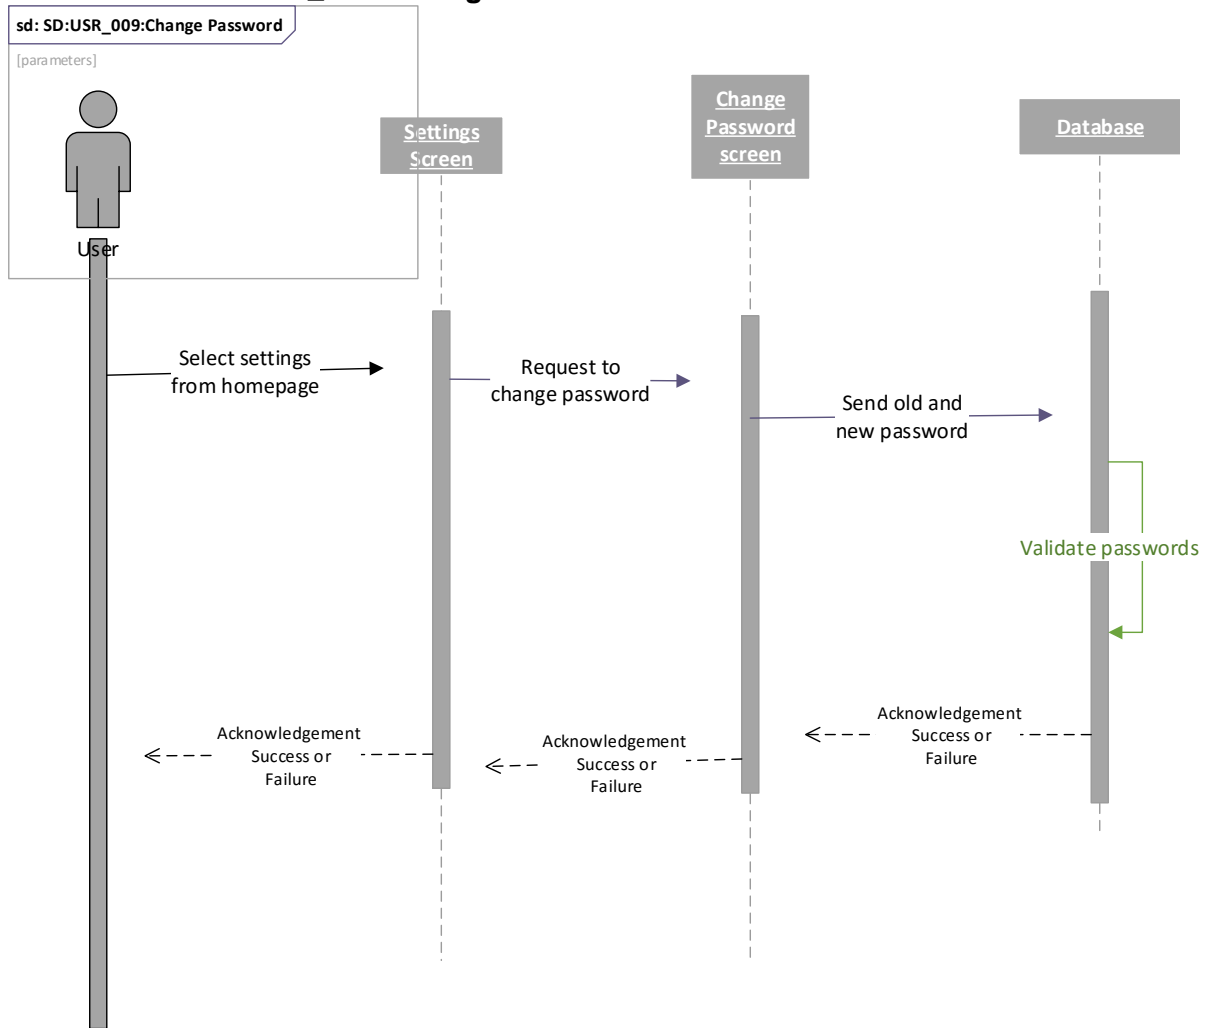 sd: SD:USR_009:Change Password
[parameters]
User
Settings
Screen
Change
Password
screen
Database
Select settings
from homepage
Request to
change password
Send old and
new password
Validate passwords
Acknowledgement
Success or
Failure
Acknowledgement
Success or
Failure
Acknowledgement
Success or
Failure